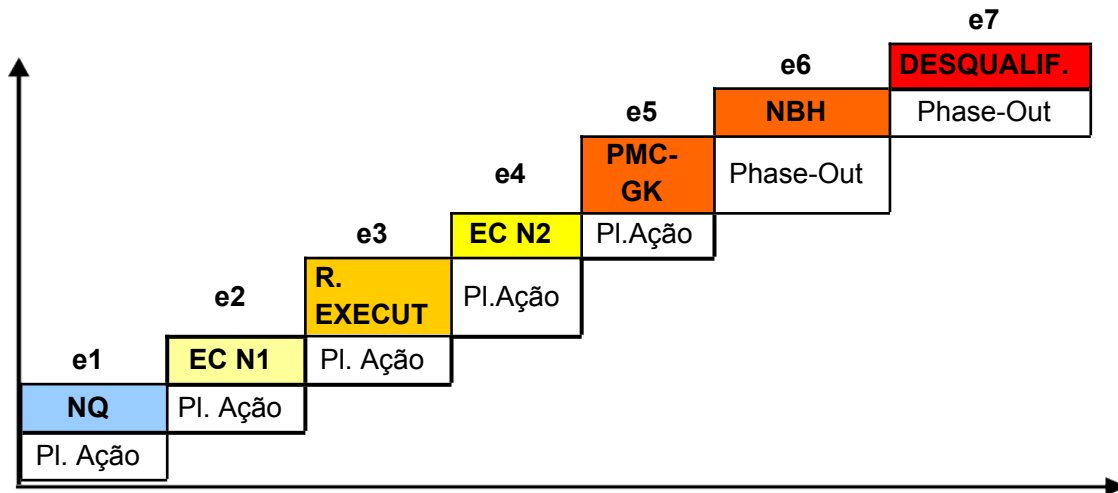 e7
DESQUALIF.
Phase-Out
e6
NBH
Phase-Out
e5
PMC-
GK
Pl.Ação
e4
EC N2
Pl.Ação
e3
R.
EXECUT
Pl. Ação
e2
EC N1
Pl. Ação
e1
NQ
Pl. Ação